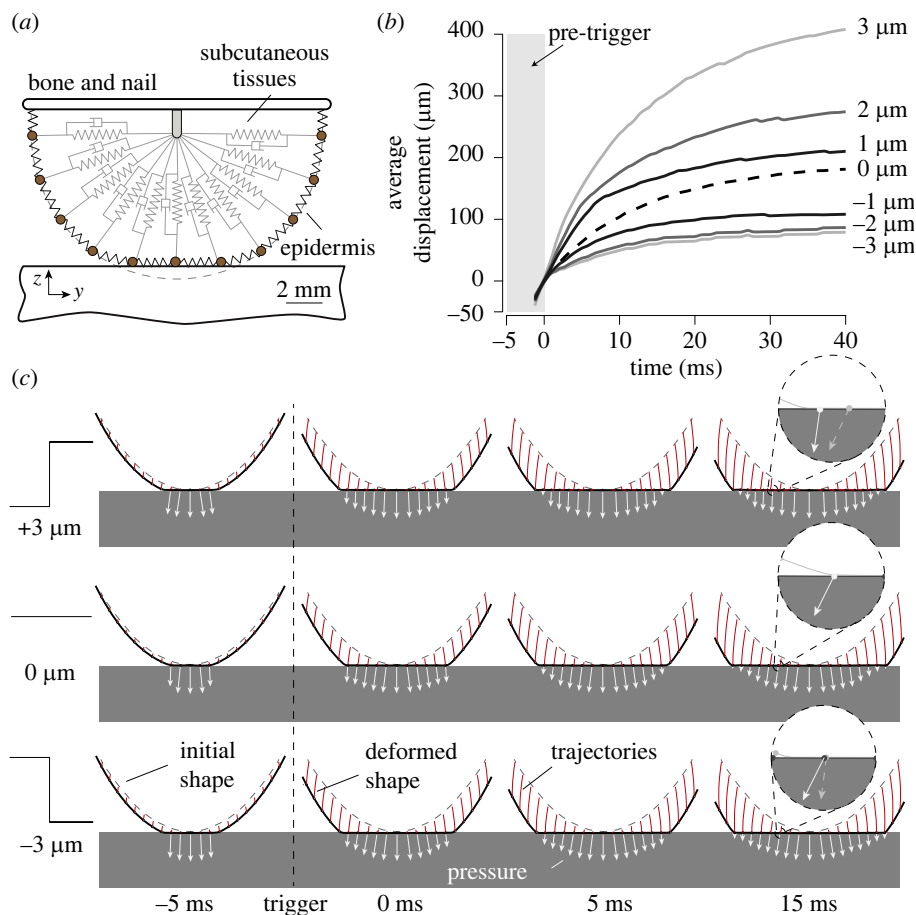 (a)
bone and nail
subcutaneous
tissues
epidermis
z
y
2 mm
(b)
pre-trigger
average
displacement (µm)
400
300
200
100
0
–50
–5
0
10
20
30
40
time (ms)
3 µm
2 µm
1 µm
0 µm
–1 µm
–2 µm
–3 µm
(c)
+3 µm
0 µm
–3 µm
initial
shape
deformed
shape
trajectories
pressure
–5 ms
trigger
0 ms
5 ms
15 ms